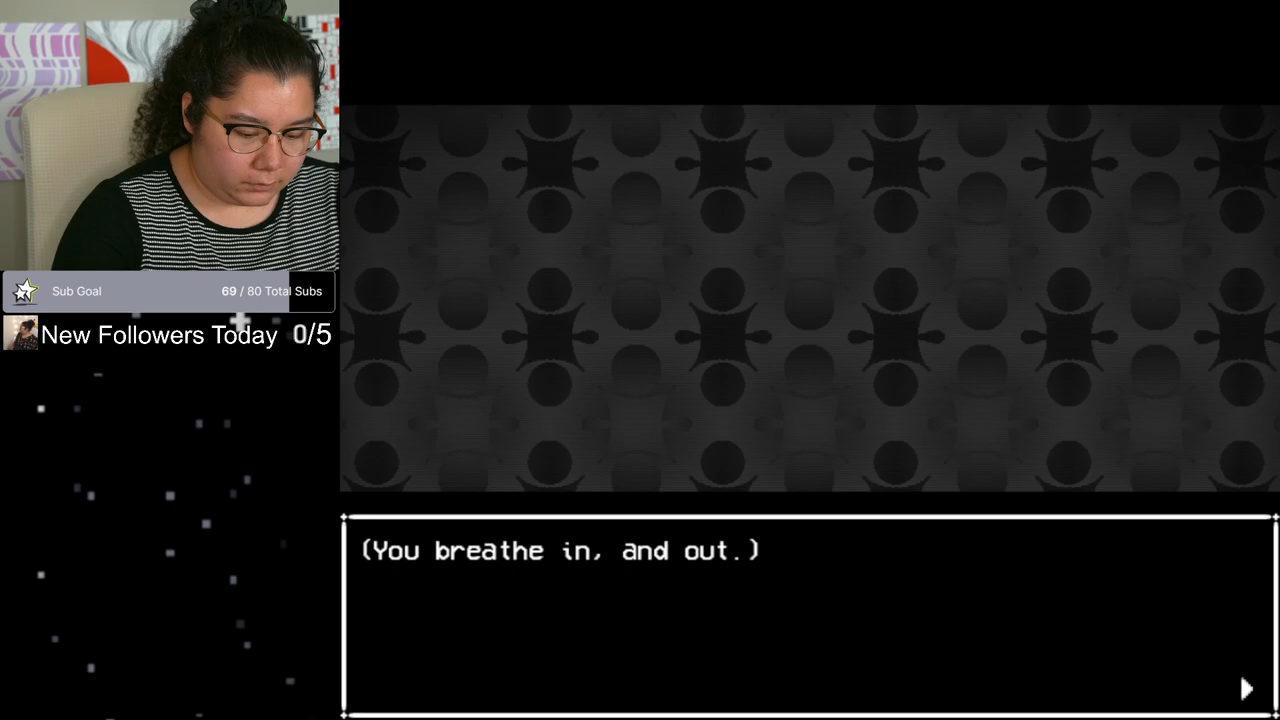 Sub Goal 69 / 80 Total Subs
New Followers Today 0/5
(You breathe in, and out.)